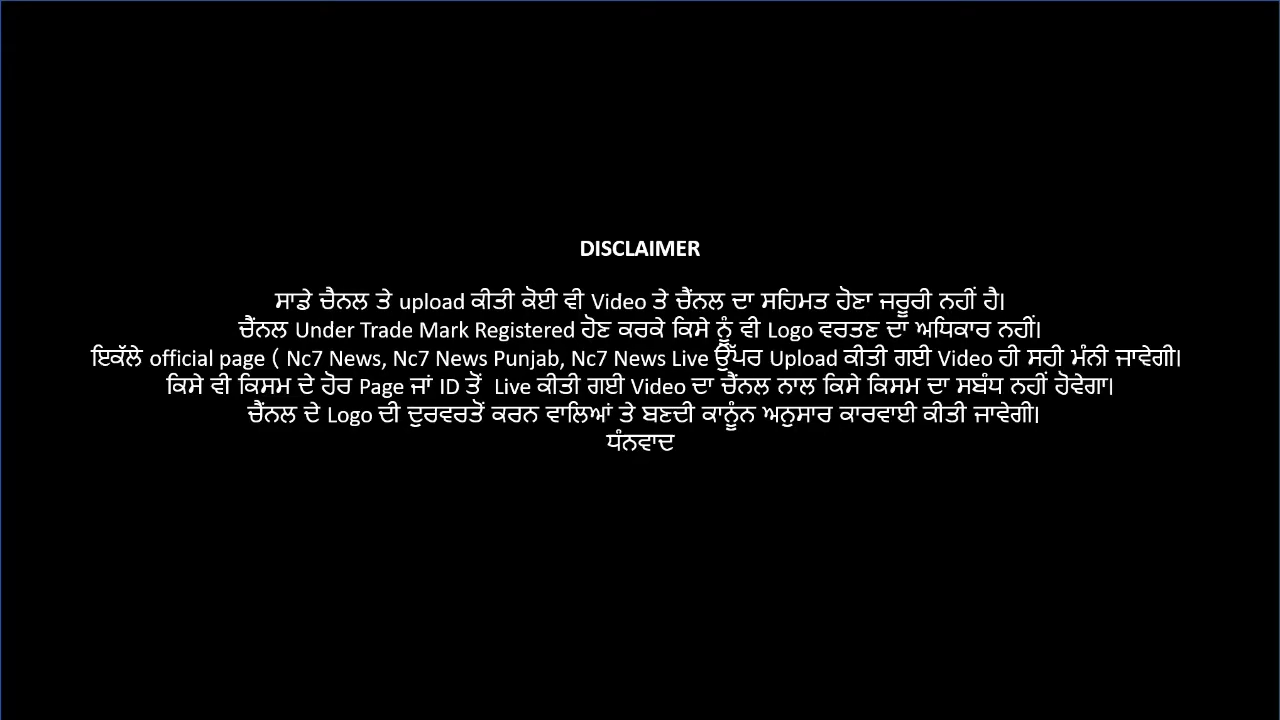 DISCLAIMER
ਸਾਡੇ ਚੈਨਲ ਤੇ upload ਕੀਤੀ ਕੋਈ ਵੀ Video ਤੇ ਚੈਂਨਲ ਦਾ ਸਹਿਮਤ ਹੋਣਾ ਜਰੂਰੀ ਨਹੀਂ ਹੈ।
ਚੈਂਨਲ Under Trade Mark Registered ਹੋਣ ਕਰਕੇ ਕਿਸੇ ਨੂੰ ਵੀ Logo ਵਰਤਣ ਦਾ ਅਧਿਕਾਰ ਨਹੀਂ।
ਇਕੱਲੇ official page ( Nc7 News, Nc7 News Punjab, Nc7 News Live ਉੱਪਰ Upload ਕੀਤੀ ਗਈ Video ਹੀ ਸਹੀ ਮੰਨੀ ਜਾਵੇਗੀ।
ਕਿਸੇ ਵੀ ਕਿਸਮ ਦੇ ਹੋਰ Page ਜਾਂ ID ਤੋਂ Live ਕੀਤੀ ਗਈ Video ਦਾ ਚੈਂਨਲ ਨਾਲ ਕਿਸੇ ਕਿਸਮ ਦਾ ਸਬੰਧ ਨਹੀਂ ਹੋਵੇਗਾ।
ਚੈਂਨਲ ਦੇ Logo ਦੀ ਦੁਰਵਰਤੋਂ ਕਰਨ ਵਾਲਿਆਂ ਤੇ ਬਣਦੀ ਕਾਨੂੰਨ ਅਨੁਸਾਰ ਕਾਰਵਾਈ ਕੀਤੀ ਜਾਵੇਗੀ।
ਧੰਨਵਾਦ